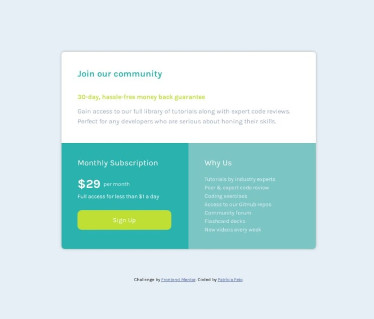 Join our community
30-day, hassle-free money back guarantee
Gain access to our full library of tutorials along with expert code reviews.
Perfect for any developers who are serious about honing their skills.
Monthly Subscription
$29 per month
Full access for less than $1 a day
Sign Up
Why Us
Tutorials by industry experts
Peer & expert code review
Coding exercises
Access to our GitHub repos
Community forum
Flashcard decks
New videos every week
Challenge by Frontend Mentor. Coded by